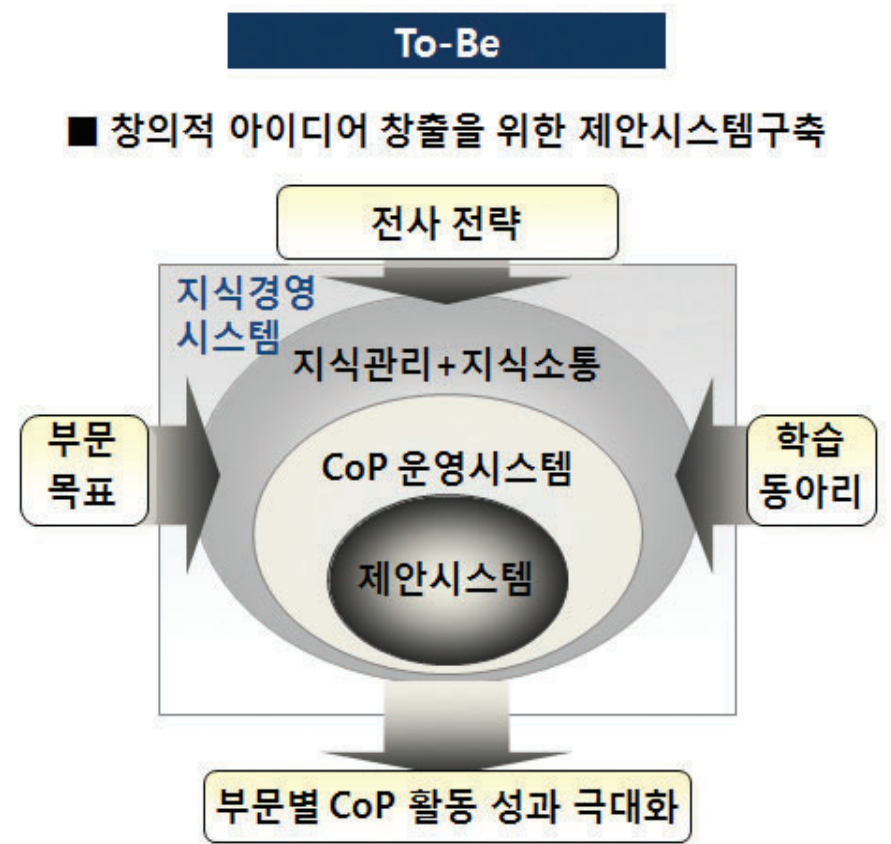 To-Be
■ 창의적 아이디어 창출을 위한 제안시스템구축
전사 전략
지식경영
시스템
지식관리+지식소통
부문
목표
CoP 운영시스템
학습
동아리
제안시스템
부문별 CoP 활동 성과 극대화